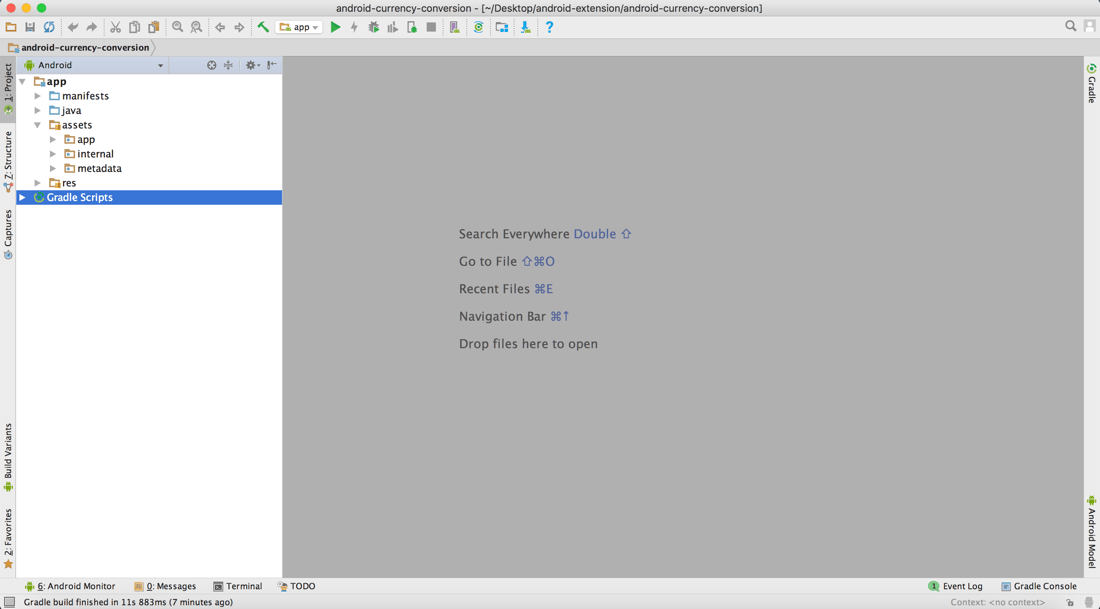 android-currency-conversion - [~/Desktop/android-extension/android-currency-conversion]
app
android-currency-conversion
Android
1: Project
7: Structure
Captures
Build Variants
2: Favorites
app
manifests
java
assets
app
internal
metadata
res
Gradle Scripts
Search Everywhere Double ⇧
Go to File ⇧⌘O
Recent Files ⌘E
Navigation Bar ⌘↑
Drop files here to open
Gradle
Android Model
6: Android Monitor
0: Messages
Terminal
TODO
1 Event Log
Gradle Console
Gradle build finished in 11s 883ms (7 minutes ago)
Context: <no context>